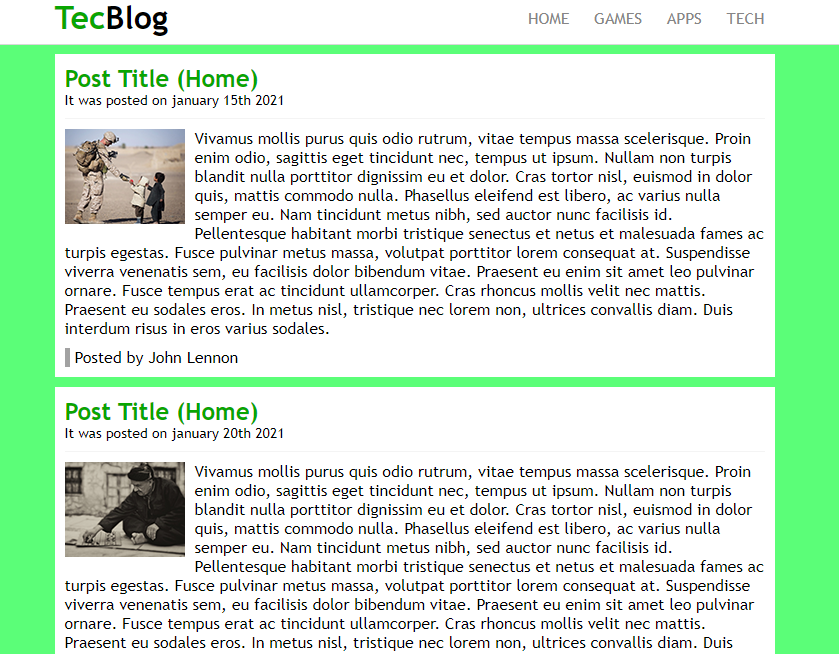 TecBlog
HOME GAMES APPS TECH
Post Title (Home)
It was posted on january 15th 2021
Vivamus mollis purus quis odio rutrum, vitae tempus massa scelerisque. Proin
enim odio, sagittis eget tincidunt nec, tempus ut ipsum. Nullam non turpis
blandit nulla porttitor dignissim eu et dolor. Cras tortor nisl, euismod in dolor
quis, mattis commodo nulla. Phasellus eleifend est libero, ac varius nulla
semper eu. Nam tincidunt metus nibh, sed auctor nunc facilisis id.
Pellentesque habitant morbi tristique senectus et netus et malesuada fames ac
turpis egestas. Fusce pulvinar metus massa, volutpat porttitor lorem consequat at. Suspendisse
viverra venenatis sem, eu facilisis dolor bibendum vitae. Praesent eu enim sit amet leo pulvinar
ornare. Fusce tempus erat ac tincidunt ullamcorper. Cras rhoncus mollis velit nec mattis.
Praesent eu sodales eros. In metus nisl, tristique nec lorem non, ultrices convallis diam. Duis
interdum risus in eros varius sodales.
Posted by John Lennon
Post Title (Home)
It was posted on january 20th 2021
Vivamus mollis purus quis odio rutrum, vitae tempus massa scelerisque. Proin
enim odio, sagittis eget tincidunt nec, tempus ut ipsum. Nullam non turpis
blandit nulla porttitor dignissim eu et dolor. Cras tortor nisl, euismod in dolor
quis, mattis commodo nulla. Phasellus eleifend est libero, ac varius nulla
semper eu. Nam tincidunt metus nibh, sed auctor nunc facilisis id.
Pellentesque habitant morbi tristique senectus et netus et malesuada fames ac
turpis egestas. Fusce pulvinar metus massa, volutpat porttitor lorem consequat at. Suspendisse
viverra venenatis sem, eu facilisis dolor bibendum vitae. Praesent eu enim sit amet leo pulvinar
ornare. Fusce tempus erat ac tincidunt ullamcorper. Cras rhoncus mollis velit nec mattis.
Praesent eu sodales eros. In metus nisl, tristique nec lorem non, ultrices convallis diam. Duis